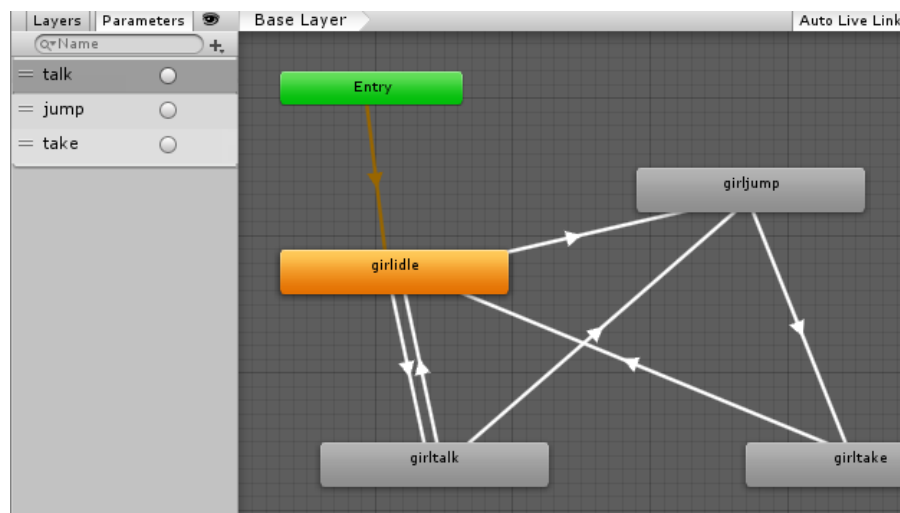 Layers Parameters Base Layer Auto Live Link
Name
talk
jump
take
Entry
girljump
girlidle
girltalk
girltake